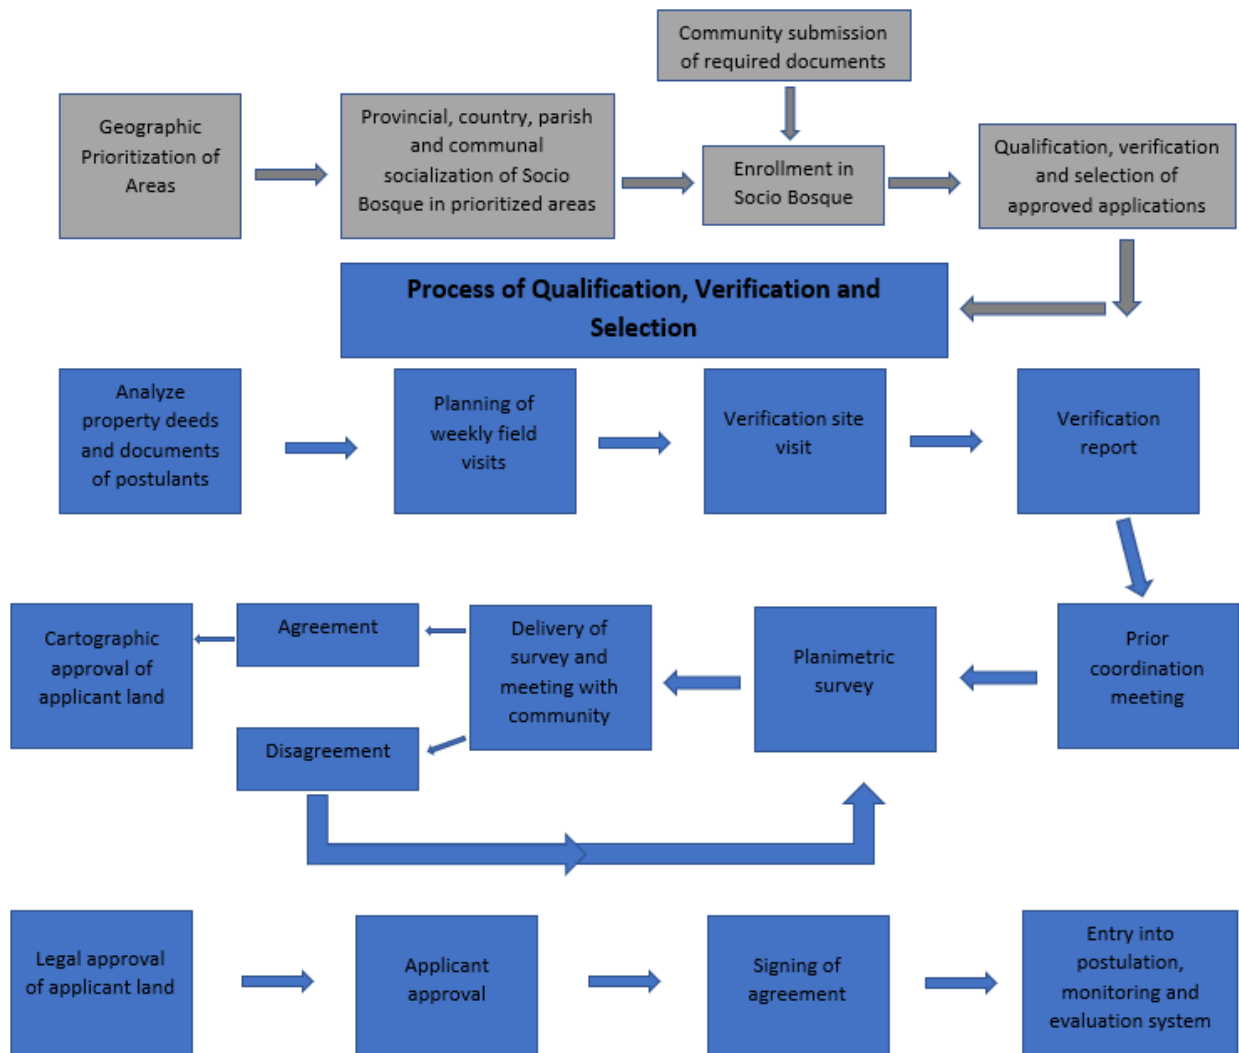 Community submission
of required documents
Geographic
Prioritization of
Areas
Provincial, country, parish
and communal
socialization of Socio
Bosque in prioritized areas
Enrollment in
Socio Bosque
Qualification, verification
and selection of
approved applications
Process of Qualification, Verification and
Selection
Analyze
property deeds
and documents
of postulants
Planning of
weekly field
visits
Verification site
visit
Verification
report
Cartographic
approval of
applicant land
Agreement
Disagreement
Delivery of
survey and
meeting with
community
Planimetric
survey
Prior
coordination
meeting
Legal approval
of applicant land
Applicant
approval
Signing of
agreement
Entry into
postulation,
monitoring and
evaluation system